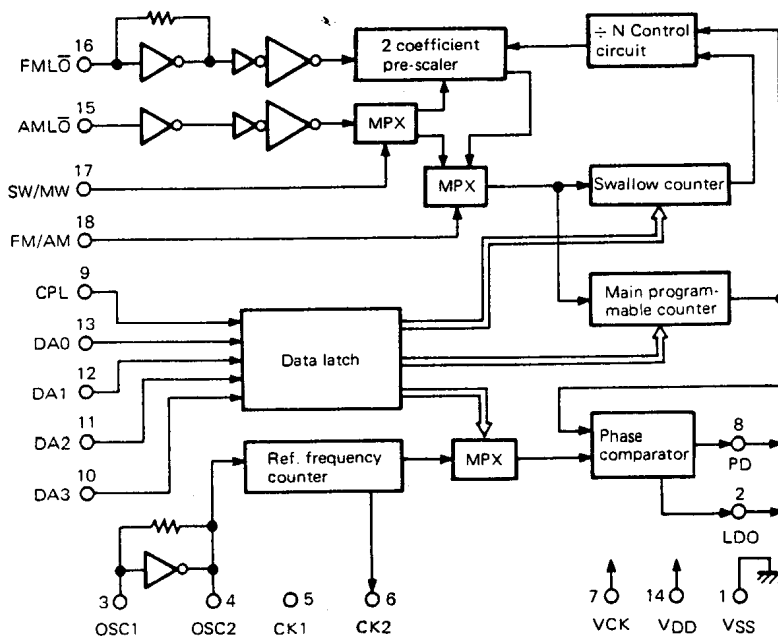 16
FMLO̅
2 coefficient
pre-scaler
÷ N Control
circuit
15
AMLO̅
MPX
17
SW/MW
MPX
Swallow counter
18
FM/AM
9
CPL
Main program-
mable counter
13
DA0
Data latch
12
DA1
11
DA2
Phase
comparator
8
PD
Ref. frequency
counter
MPX
10
DA3
2
LDO
3
OSC1
4
OSC2
5
CK1
6
CK2
7
VCK
14
VDD
1
VSS